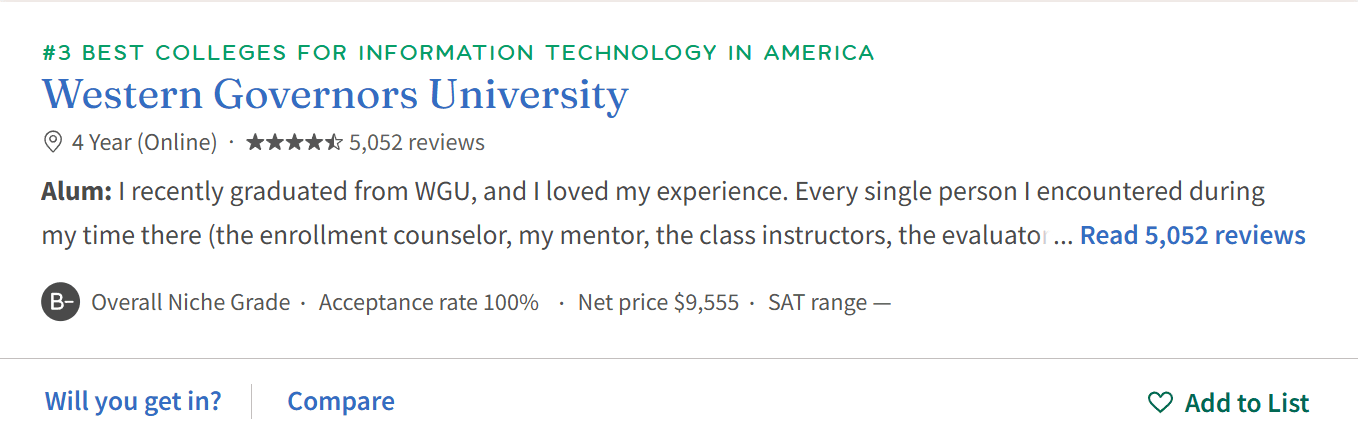 #3 BEST COLLEGES FOR INFORMATION TECHNOLOGY IN AMERICA
Western Governors University
4 Year (Online) · ★★★★⯪ 5,052 reviews
Alum: I recently graduated from WGU, and I loved my experience. Every single person I encountered during
my time there (the enrollment counselor, my mentor, the class instructors, the evaluato ... Read 5,052 reviews
B– Overall Niche Grade · Acceptance rate 100% · Net price $9,555 · SAT range —
Will you get in? Compare Add to List